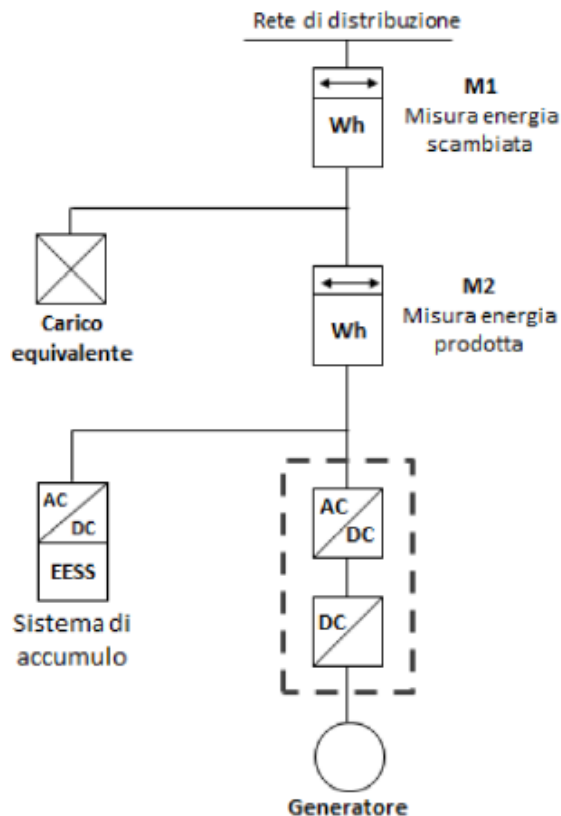 Rete di distribuzione
Wh
M1
Misura energia
scambiata
Carico
equivalente
Wh
M2
Misura energia
prodotta
AC
DC
EESS
Sistema di
accumulo
AC
DC
DC
Generatore